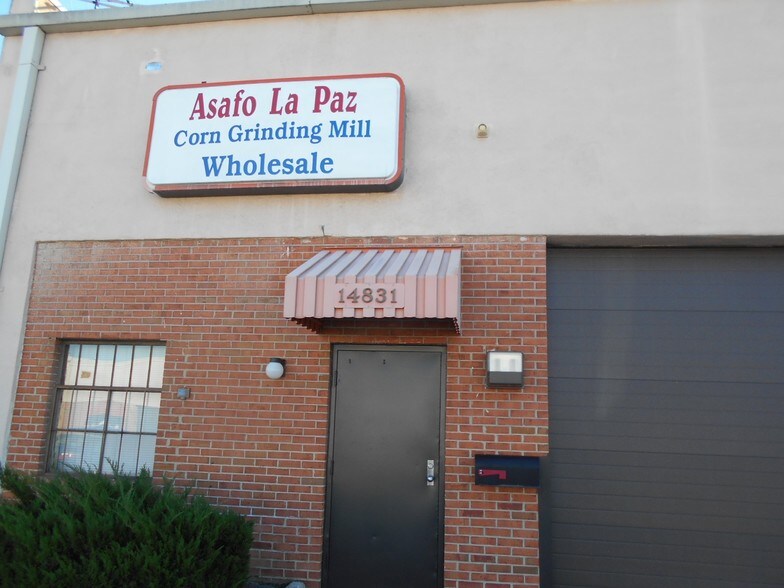 Asafo La Paz
Corn Grinding Mill
Wholesale
14831